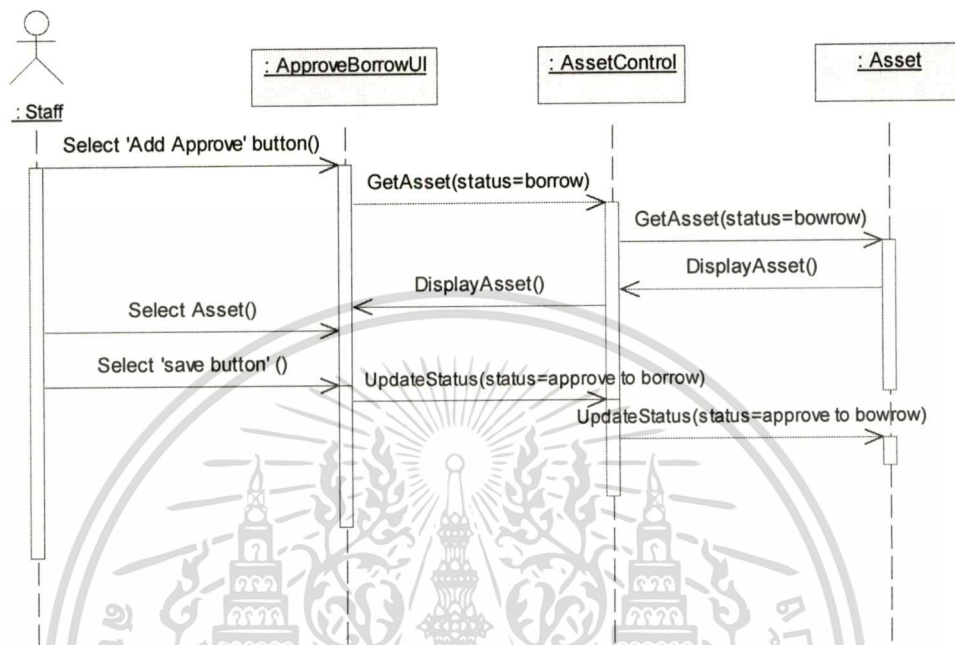 : ApproveBorrowUI
: AssetControl
: Asset
: Staff
Select 'Add Approve' button()
GetAsset(status=borrow)
GetAsset(status=bowrow)
DisplayAsset()
DisplayAsset()
Select Asset()
Select 'save button' ()
UpdateStatus(status=approve to borrow)
UpdateStatus(status=approve to bowrow)